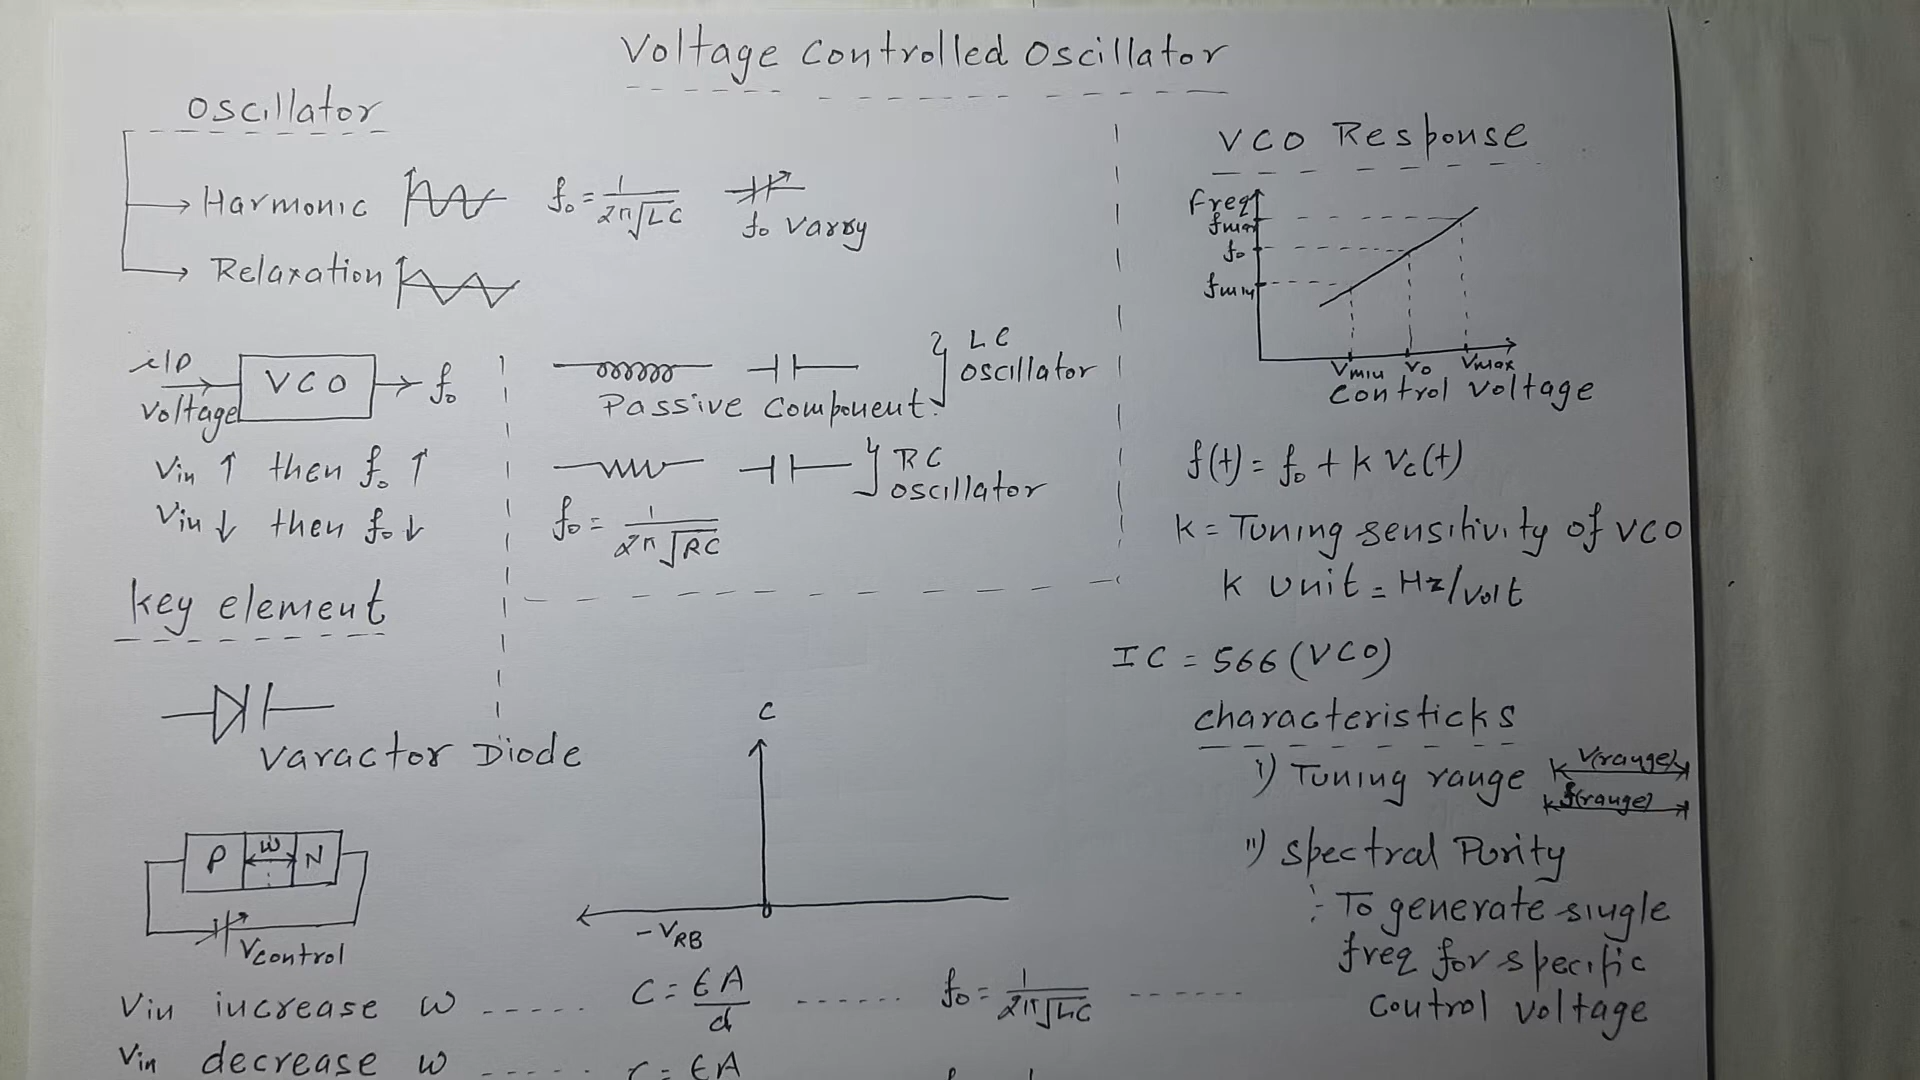 Voltage Controlled Oscillator
Oscillator
Harmonic
f₀ = 1/2π√LC
f₀ Varry
Relaxation
i/p
Voltage
VCO
f₀
Vin ↑ then f₀ ↑
Vin ↓ then f₀ ↓
Key element
Passive Component
LC
Oscillator
RC
Oscillator
f₀ = 1/2π√RC
Varactor Diode
P W N
Vcontrol
C
-VRB
Vin increase W ...... C = ЄA/d ...... f₀ = 1/2π√LC ......
Vin decrease W ...... C = ЄA
VCO Response
Freq
fmax
f₀
fmin
Vmin V₀ Vmax
Control Voltage
f(t) = f₀ + K Vc(t)
K = Tuning sensitivity of VCO
K Unit = Hz/Volt
IC = 566 (VCO)
Characteristicks
i) Tuning range
V(range)
f(range)
ii) Spectral Purity
:- To generate single
freq for specific
Control Voltage